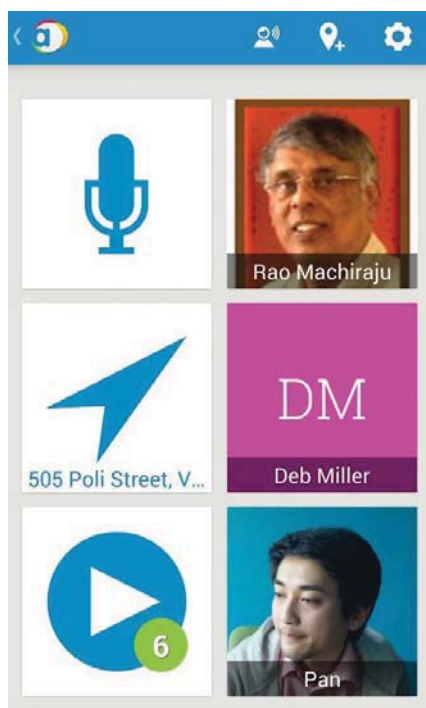 Rao Machiraju
505 Poli Street, V...
DM
Deb Miller
6
Pan